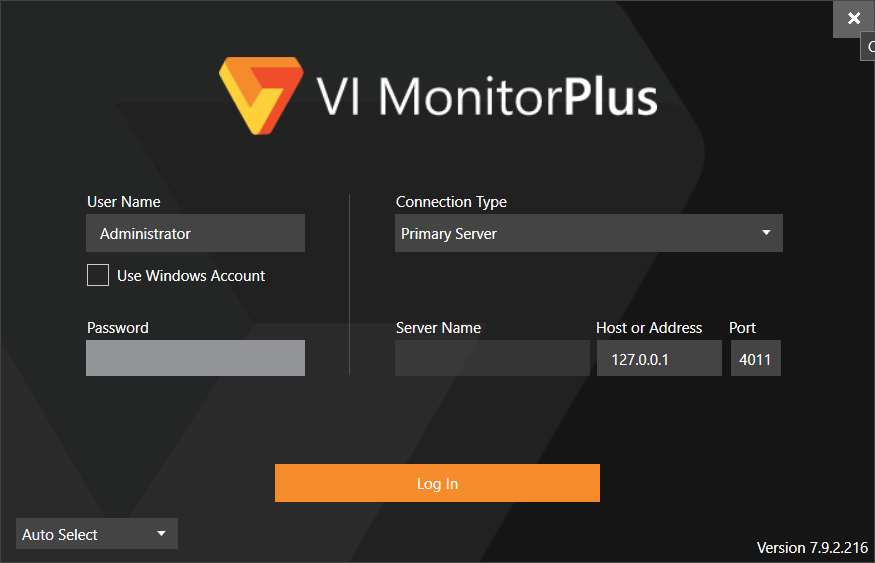 VI MonitorPlus
User Name
Connection Type
Administrator
Primary Server
Use Windows Account
Password
Server Name
Host or Address
Port
127.0.0.1
4011
Log In
Auto Select
Version 7.9.2.216